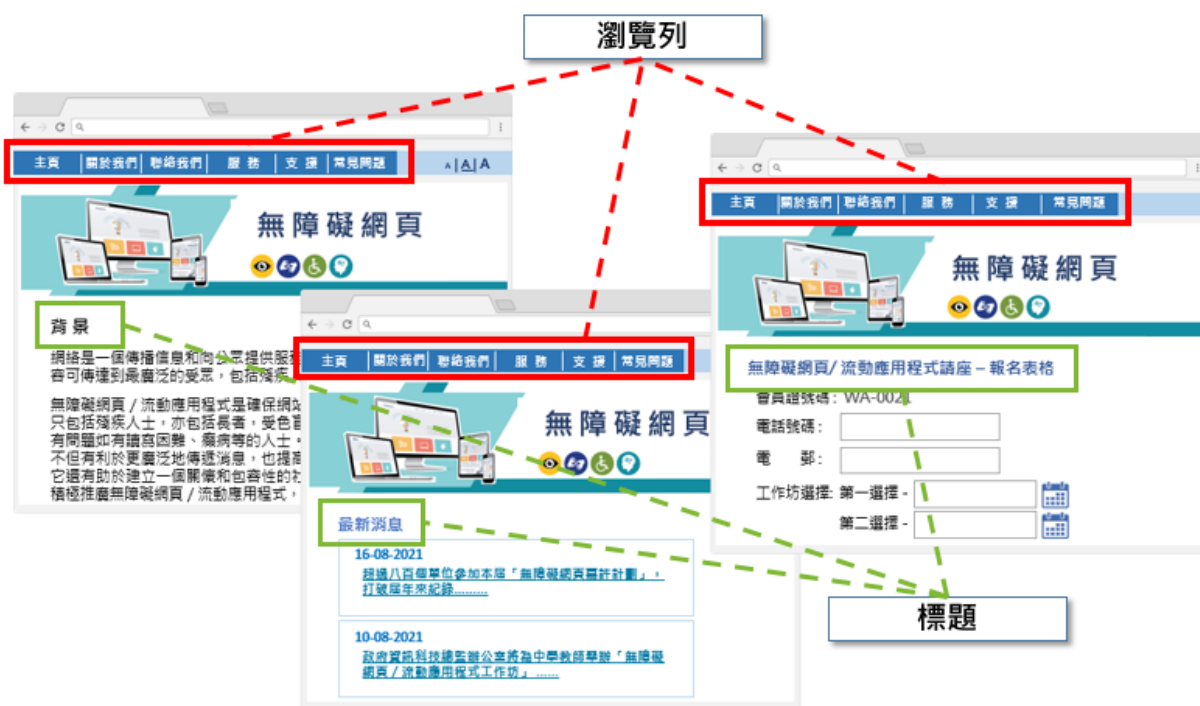 瀏覽列
主頁 關於我們 聯絡我們 服務 支援 常見問題 A A A
無障礙網頁
背景
網絡是一個傳播信息和向公眾提供服務
容可傳達到最廣泛的受眾，包括殘疾
無障礙網頁 / 流動應用程式是確保網站
只包括殘疾人士，亦包括長者，受色盲
有問題如有讀寫困難、癲癇等的人士。
不但有利於更廣泛地傳遞消息，也提高
它還有助於建立一個關懷和包容性的社
積極推廣無障礙網頁 / 流動應用程式，
主頁 關於我們 聯絡我們 服務 支援 常見問題
無障礙網頁
最新消息
16-08-2021
超過八百個單位參加本屆「無障礙網頁嘉許計劃」，
打破歷年來紀錄.........
10-08-2021
政府資訊科技總監辦公室將為中學教師舉辦「無障礙
網頁 / 流動應用程式工作坊」 ......
主頁 關於我們 聯絡我們 服務 支援 常見問題
無障礙網頁
無障礙網頁/ 流動應用程式講座 – 報名表格
會員證號碼 : WA-0021
電話號碼 :
電 郵 :
工作坊選擇: 第一選擇 -
第二選擇 -
標題